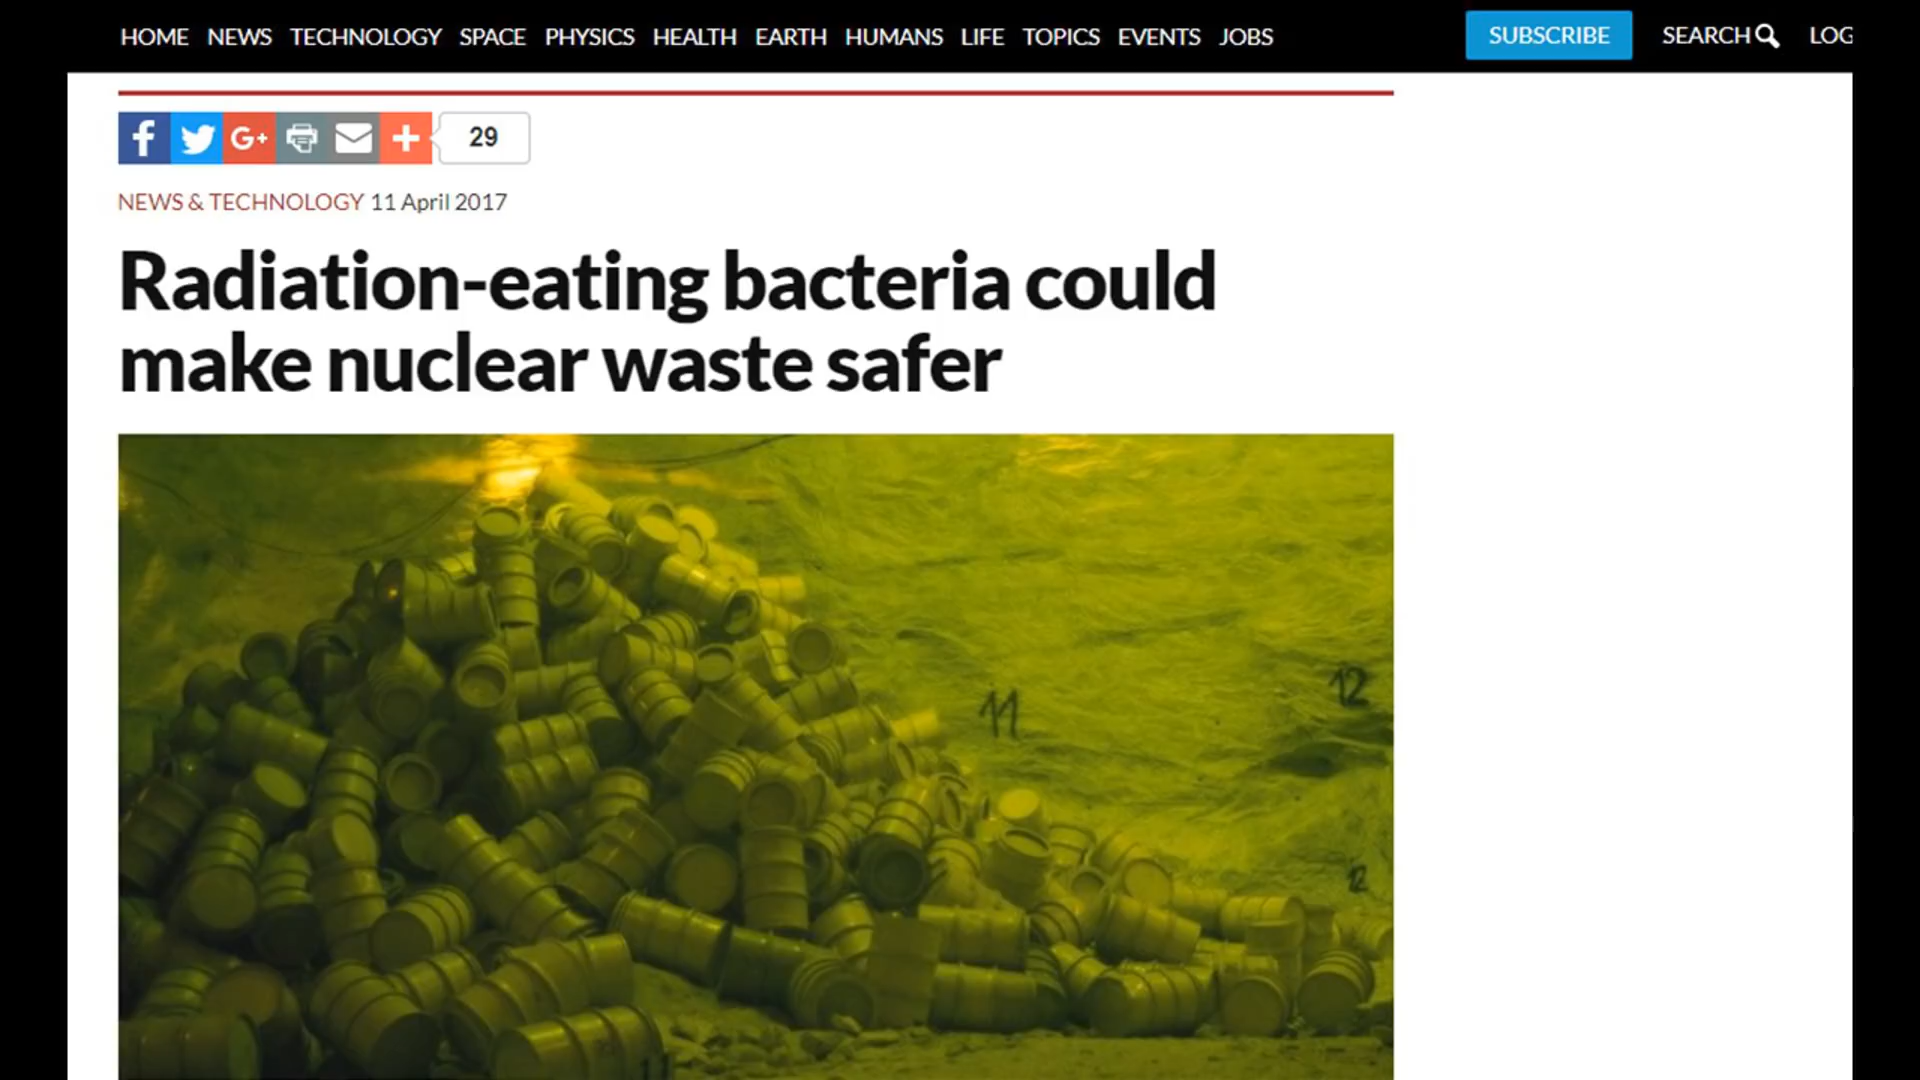 HOME NEWS TECHNOLOGY SPACE PHYSICS HEALTH EARTH HUMANS LIFE TOPICS EVENTS JOBS SUBSCRIBE SEARCH LOG
f G+ + 29
NEWS & TECHNOLOGY 11 April 2017
Radiation-eating bacteria could
make nuclear waste safer
12
11
12